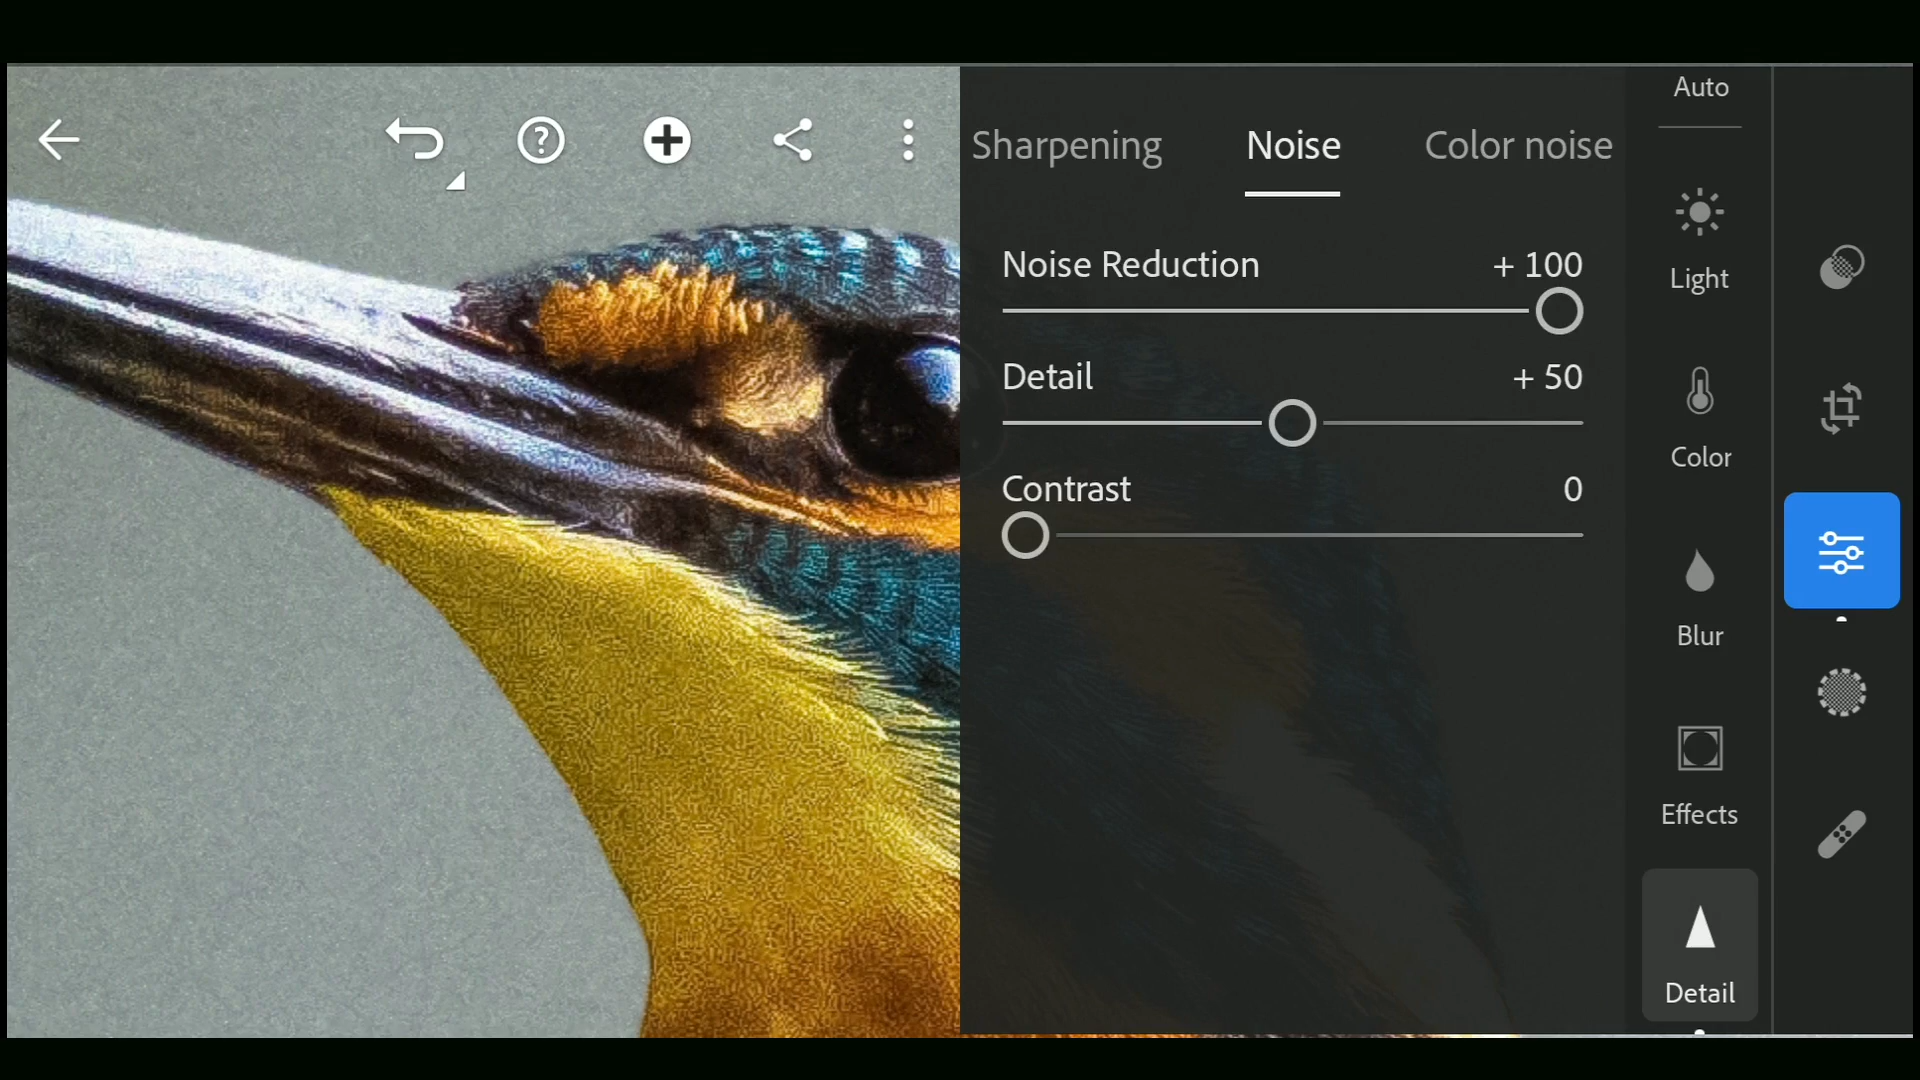 Auto
Sharpening Noise Color noise
Noise Reduction + 100
Detail + 50
Contrast 0
Light
Color
Blur
Effects
Detail